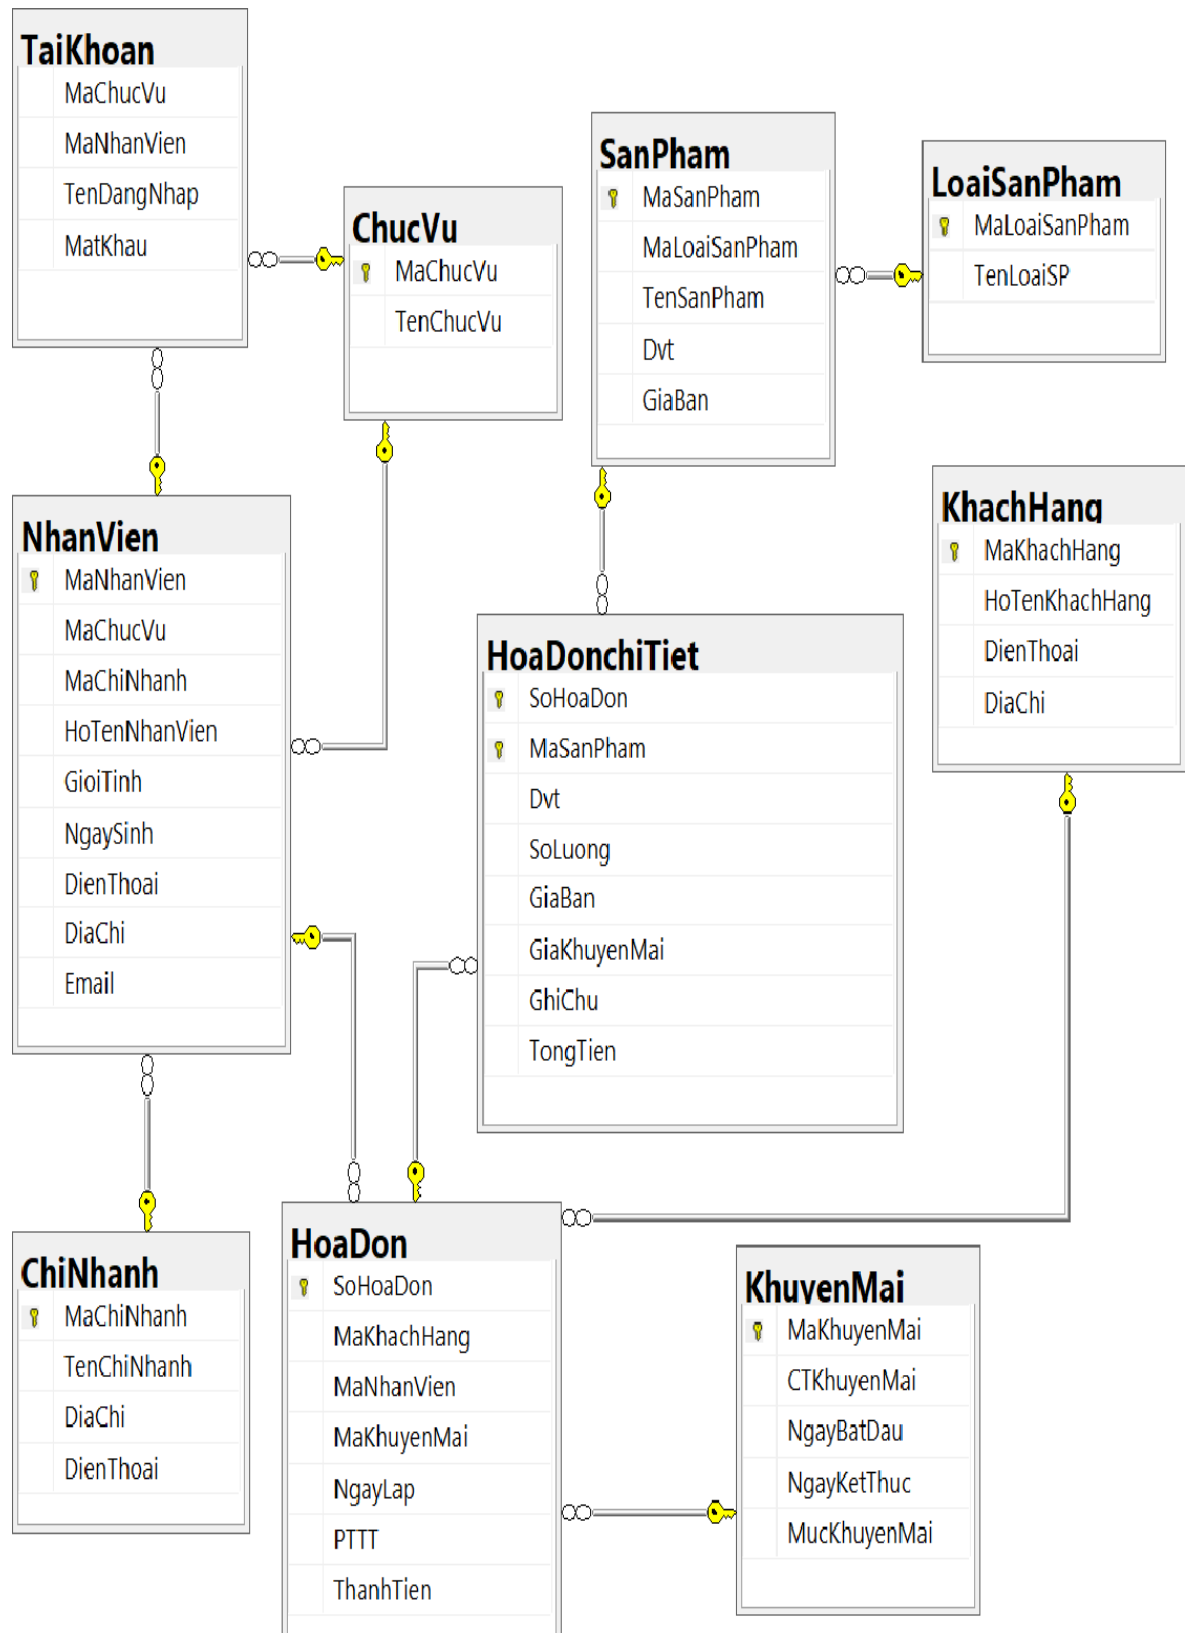 TaiKhoan
MaChucVu
MaNhanVien
TenDangNhap
MatKhau
ChucVu
MaChucVu
TenChucVu
SanPham
MaSanPham
MaLoaiSanPham
TenSanPham
Dvt
GiaBan
LoaiSanPham
MaLoaiSanPham
TenLoaiSP
NhanVien
MaNhanVien
MaChucVu
MaChiNhanh
HoTenNhanVien
GioiTinh
NgaySinh
DienThoai
DiaChi
Email
HoaDonchiTiet
SoHoaDon
MaSanPham
Dvt
SoLuong
GiaBan
GiaKhuyenMai
GhiChu
TongTien
KhachHang
MaKhachHang
HoTenKhachHang
DienThoai
DiaChi
ChiNhanh
MaChiNhanh
TenChiNhanh
DiaChi
DienThoai
HoaDon
SoHoaDon
MaKhachHang
MaNhanVien
MaKhuyenMai
NgayLap
PTTT
ThanhTien
KhuyenMai
MaKhuyenMai
CTKhuyenMai
NgayBatDau
NgayKetThuc
MucKhuyenMai